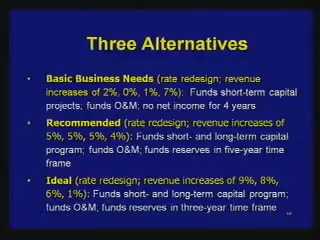 Three Alternatives
• Basic Business Needs (rate redesign; revenue
increases of 2%, 0%, 1%, 7%): Funds short-term capital
projects; funds O&M; no net income for 4 years
• Recommended (rate redesign; revenue increases of
5%, 5%, 5%, 4%): Funds short- and long-term capital
program; funds O&M; funds reserves in five-year time
frame
• Ideal (rate redesign; revenue increases of 9%, 8%,
6%, 1%): Funds short- and long-term capital program;
funds O&M; funds reserves in three-year time frame